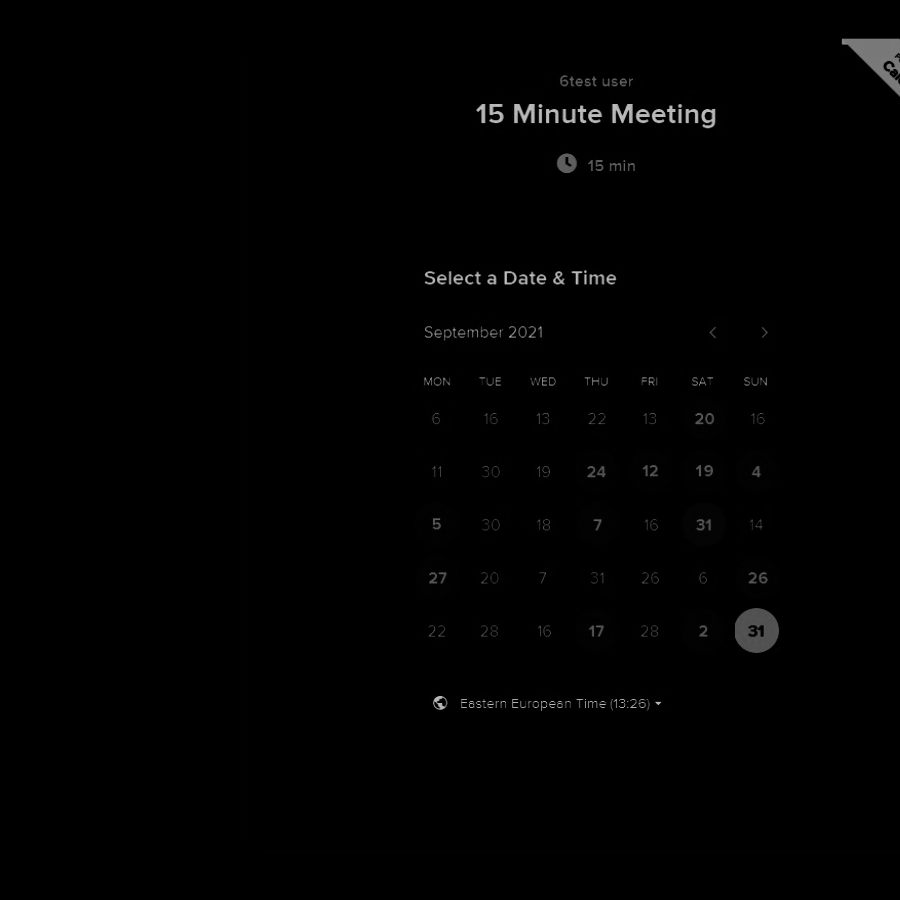 6test user
15 Minute Meeting
15 min
Select a Date & Time
September 2021
MON TUE WED THU FRI SAT SUN
6 16 13 22 13 20 16
11 30 19 24 12 19 4
5 30 18 7 16 31 14
27 20 7 31 26 6 26
22 28 16 17 28 2 31
Eastern European Time (13:26)